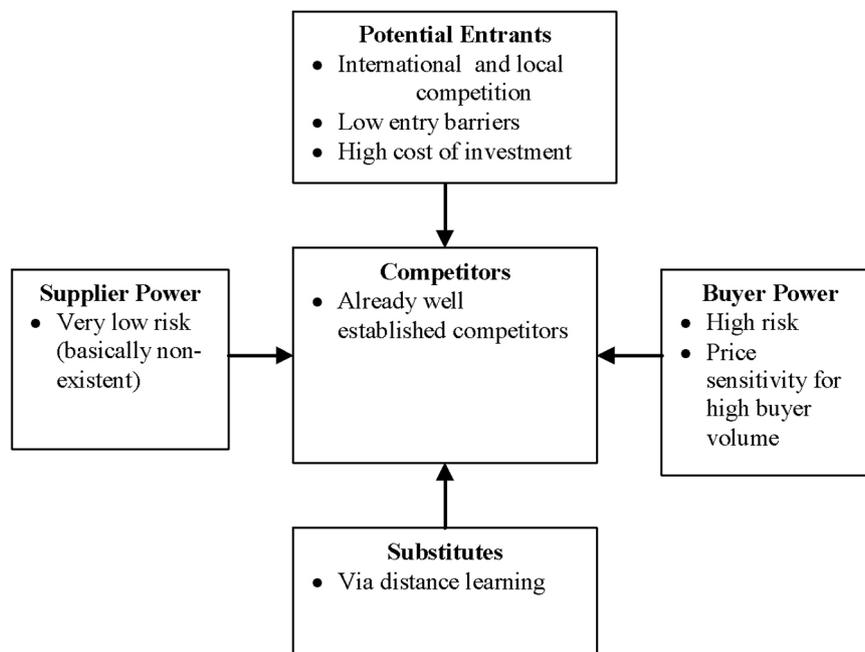 Potential Entrants
• International and local
competition
• Low entry barriers
• High cost of investment
Supplier Power
• Very low risk
(basically non-
existent)
Competitors
• Already well
established competitors
Buyer Power
• High risk
• Price
sensitivity for
high buyer
volume
Substitutes
• Via distance learning